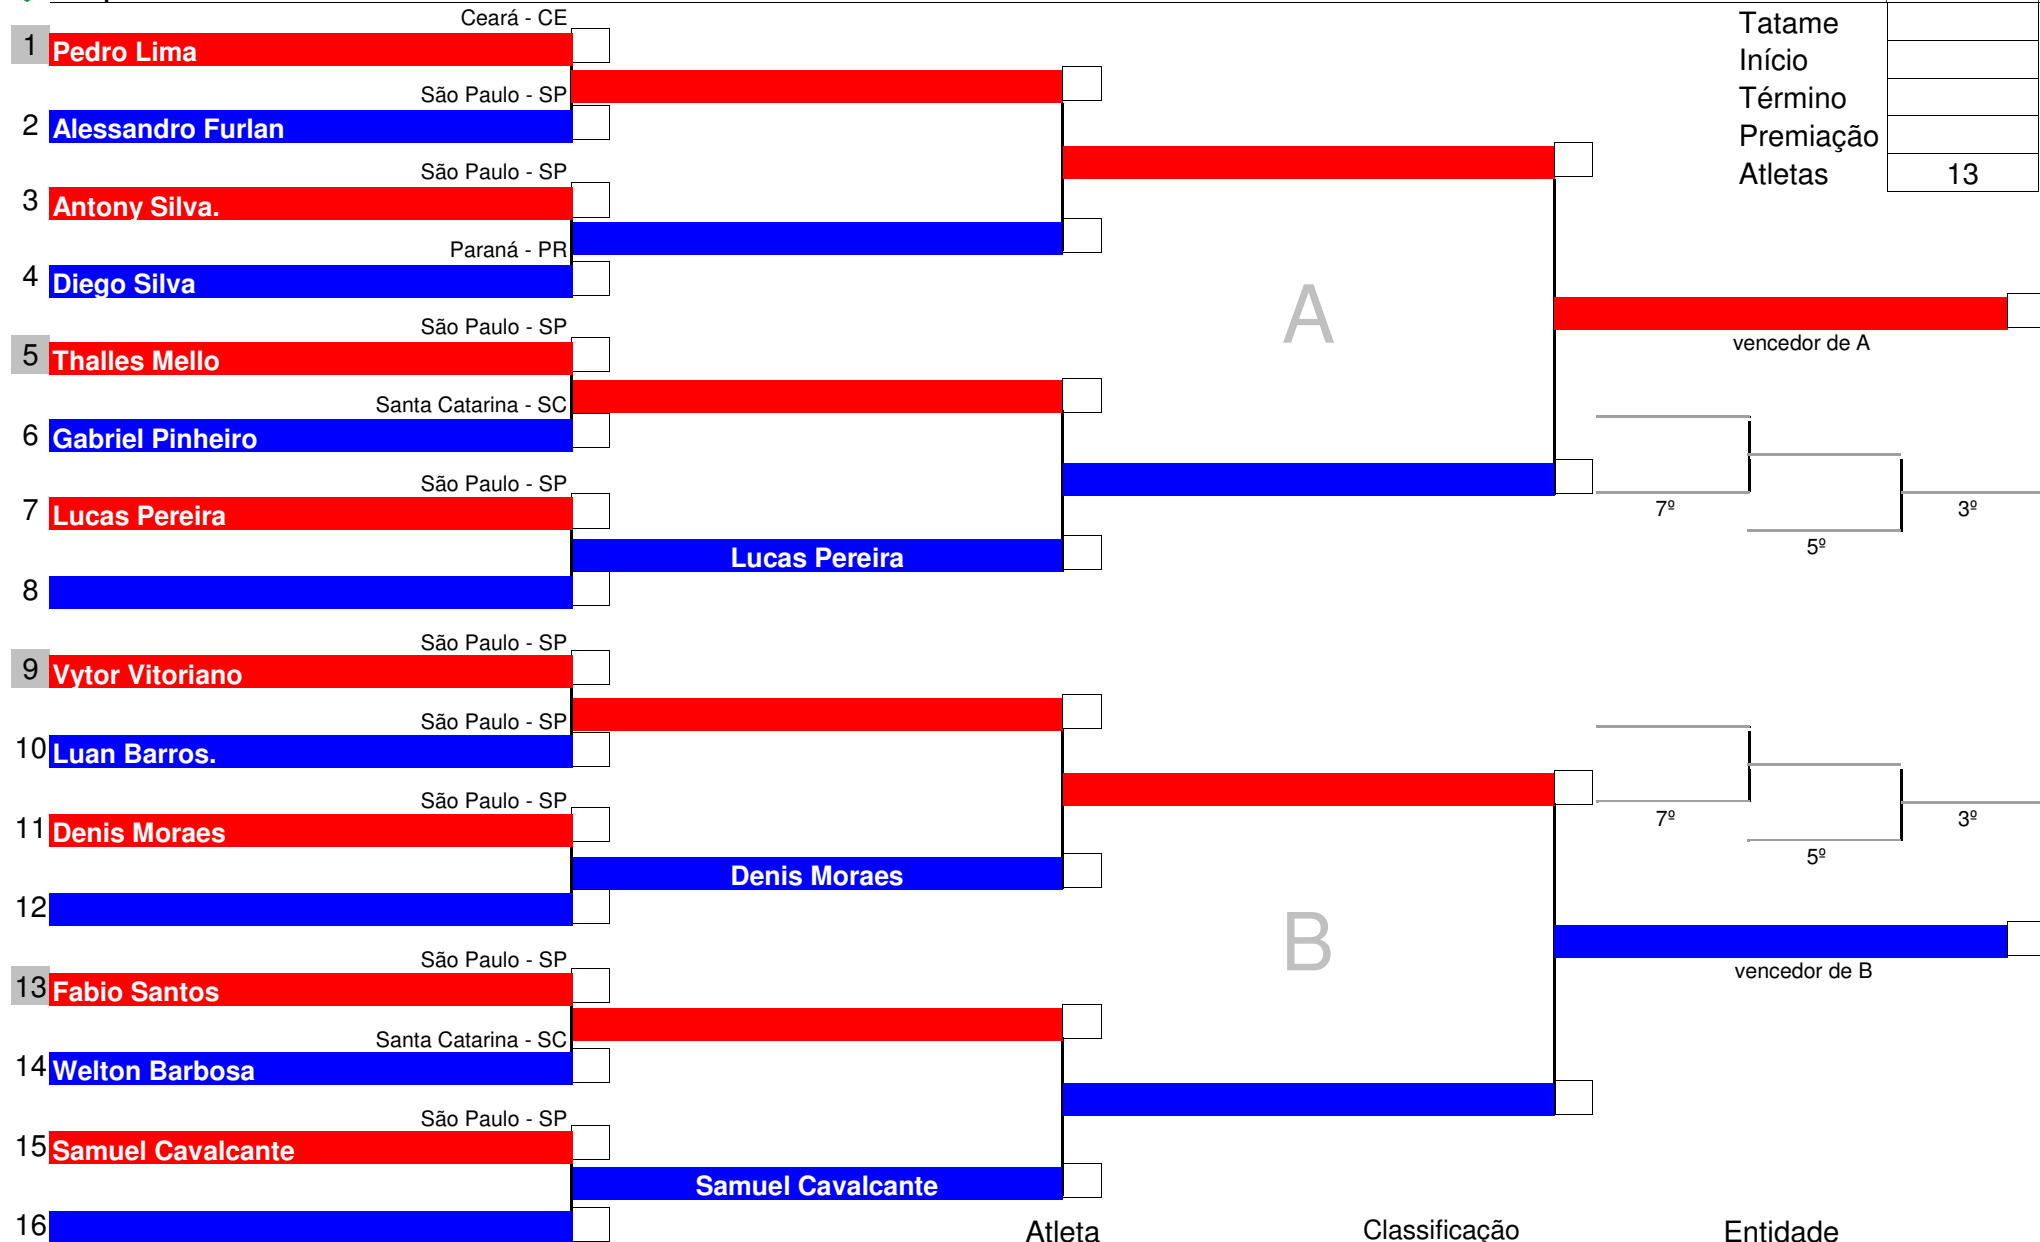 Ceará - CE
1 Pedro Lima
São Paulo - SP
2 Alessandro Furlan
São Paulo - SP
3 Antony Silva.
Paraná - PR
4 Diego Silva
São Paulo - SP
5 Thalles Mello
Santa Catarina - SC
6 Gabriel Pinheiro
São Paulo - SP
7 Lucas Pereira
Lucas Pereira
8
São Paulo - SP
9 Vytor Vitoriano
São Paulo - SP
10 Luan Barros.
São Paulo - SP
11 Denis Moraes
Denis Moraes
12
São Paulo - SP
13 Fabio Santos
Santa Catarina - SC
14 Welton Barbosa
São Paulo - SP
15 Samuel Cavalcante
Samuel Cavalcante
16
A
B
Tatame
Início
Término
Premiação
Atletas 13
vencedor de A
7º
3º
5º
7º
3º
5º
vencedor de B
Atleta Classificação Entidade